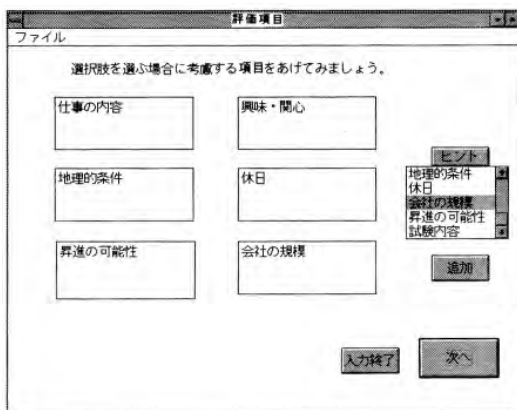 評価項目
ファイル
選択肢を選ぶ場合に考慮する項目をあげてみましょう。
仕事の内容
興味・関心
地理的条件
休日
昇進の可能性
会社の規模
ヒント
地理的条件
休日
会社の規模
昇進の可能性
試験内容
追加
入力終了
次へ